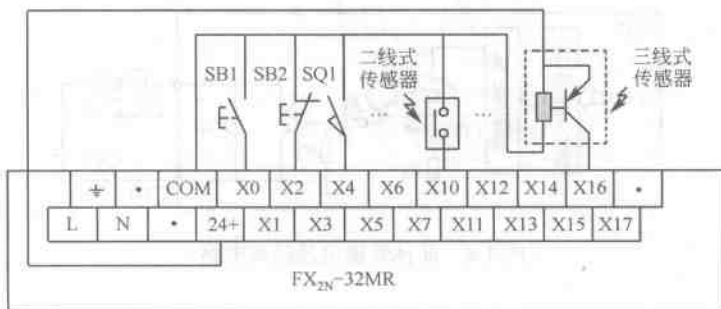 二线式
传感器
三线式
传感器
SB1 SB2 SQ1
... ...
⏚ • COM X0 X2 X4 X6 X10 X12 X14 X16 •
L N • 24+ X1 X3 X5 X7 X11 X13 X15 X17
FX2N-32MR